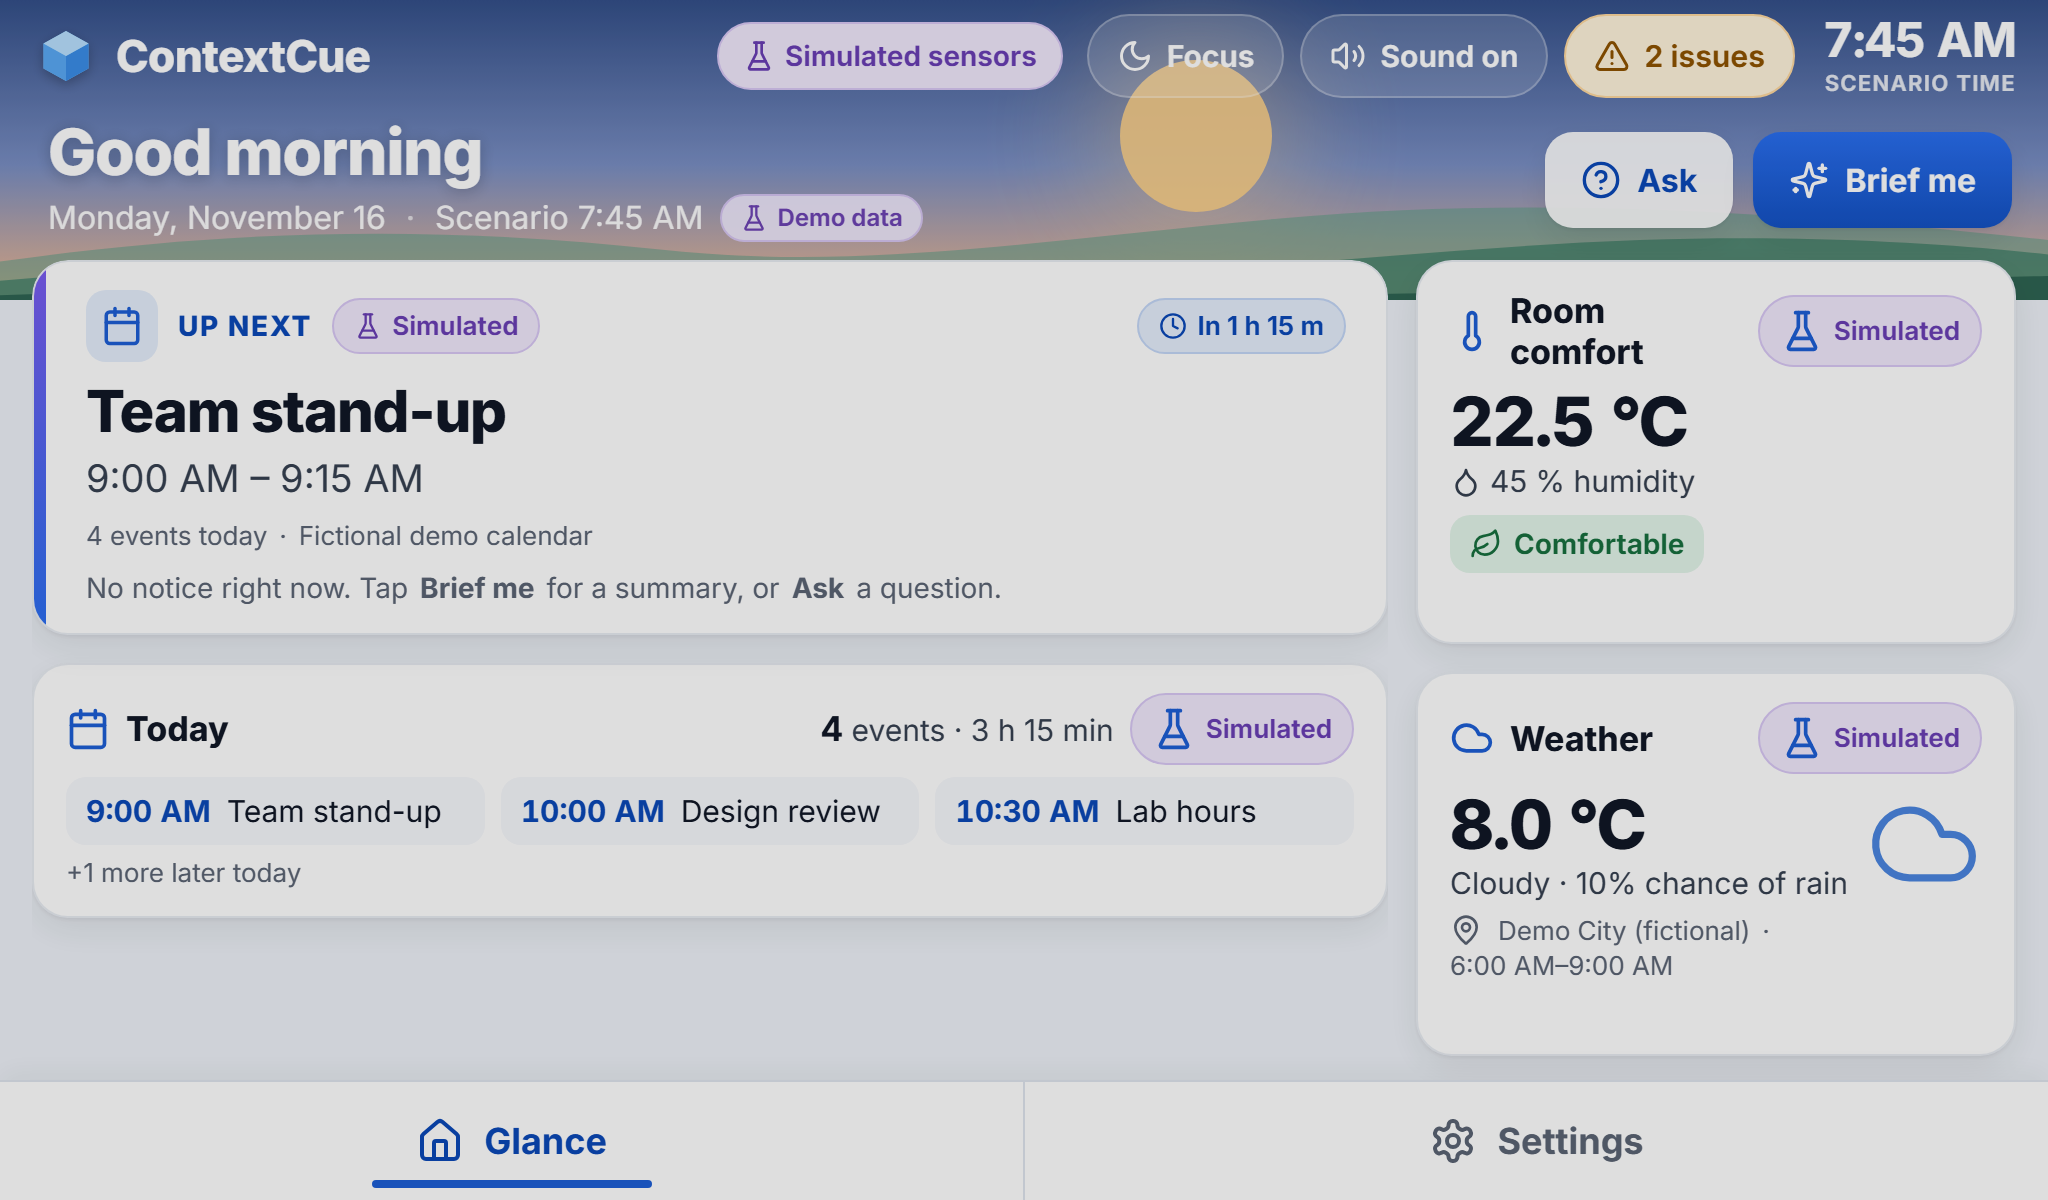 ContextCue
Simulated sensors
Focus
Sound on
2 issues
7:45 AM
SCENARIO TIME
Good morning
Monday, November 16 · Scenario 7:45 AM
Demo data
Ask
Brief me
UP NEXT
Simulated
In 1 h 15 m
Team stand-up
9:00 AM – 9:15 AM
4 events today · Fictional demo calendar
No notice right now. Tap Brief me for a summary, or Ask a question.
Room
comfort
Simulated
22.5 °C
45 % humidity
Comfortable
Today
4 events · 3 h 15 min
Simulated
9:00 AM Team stand-up
10:00 AM Design review
10:30 AM Lab hours
+1 more later today
Weather
Simulated
8.0 °C
Cloudy · 10% chance of rain
Demo City (fictional) ·
6:00 AM–9:00 AM
Glance
Settings